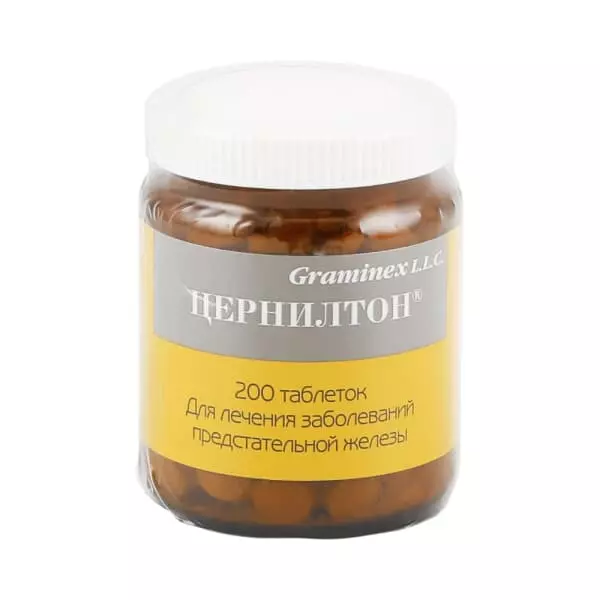 Graminex L.L.C.
ЦЕРНИЛТОН®
200 таблеток
Для лечения заболеваний
предстательной железы